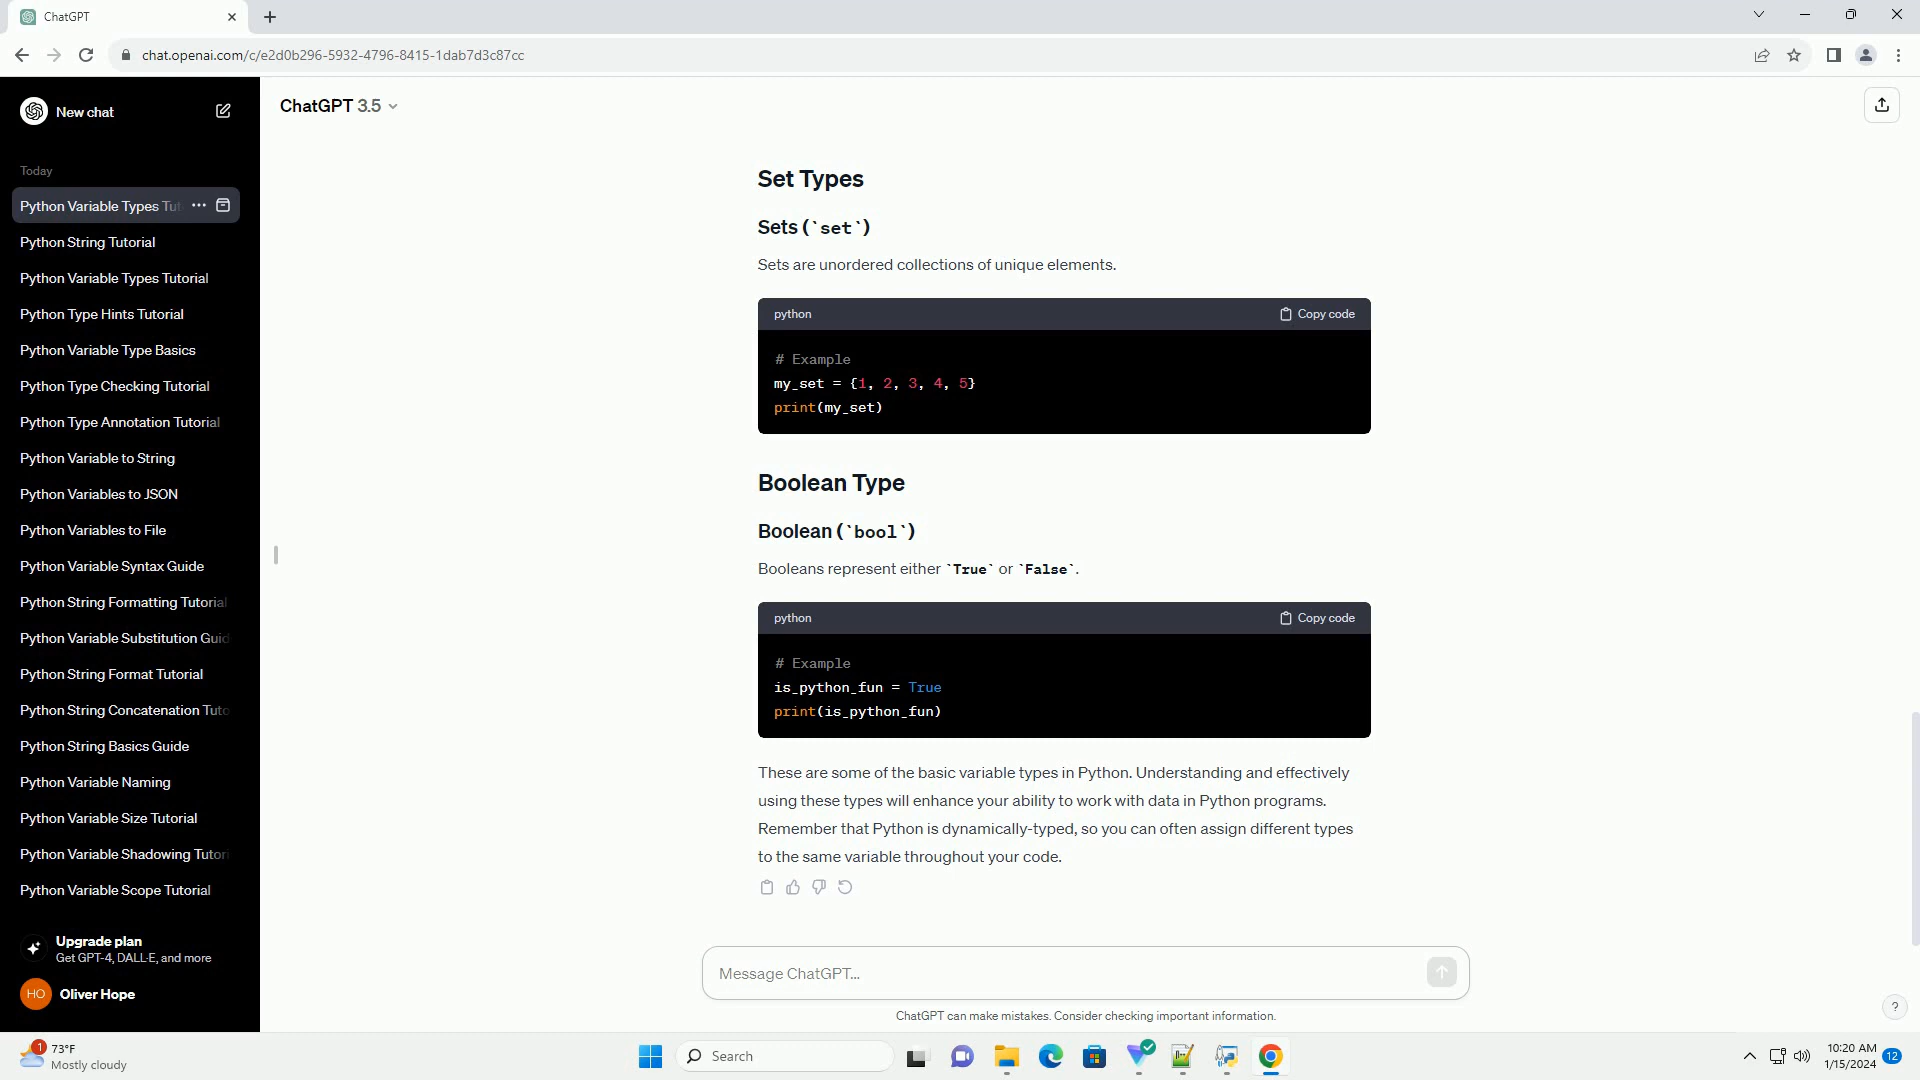 ChatGPT
chat.openai.com/c/e2d0b296-5932-4796-8415-1dab7d3c87cc
New chat
Today
Python Variable Types Tut
Python String Tutorial
Python Variable Types Tutorial
Python Type Hints Tutorial
Python Variable Type Basics
Python Type Checking Tutorial
Python Type Annotation Tutorial
Python Variable to String
Python Variables to JSON
Python Variables to File
Python Variable Syntax Guide
Python String Formatting Tutorial
Python Variable Substitution Guid
Python String Format Tutorial
Python String Concatenation Tuto
Python String Basics Guide
Python Variable Naming
Python Variable Size Tutorial
Python Variable Shadowing Tutori
Python Variable Scope Tutorial
Upgrade plan
Get GPT-4, DALL·E, and more
HO Oliver Hope
ChatGPT 3.5
Set Types
Sets (`set`)
Sets are unordered collections of unique elements.
python Copy code
# Example
my_set = {1, 2, 3, 4, 5}
print(my_set)
Boolean Type
Boolean (`bool`)
Booleans represent either `True` or `False`.
python Copy code
# Example
is_python_fun = True
print(is_python_fun)
These are some of the basic variable types in Python. Understanding and effectively
using these types will enhance your ability to work with data in Python programs.
Remember that Python is dynamically-typed, so you can often assign different types
to the same variable throughout your code.
Message ChatGPT...
ChatGPT can make mistakes. Consider checking important information.
?
1
73°F
Mostly cloudy
Search
10:20 AM
1/15/2024
12